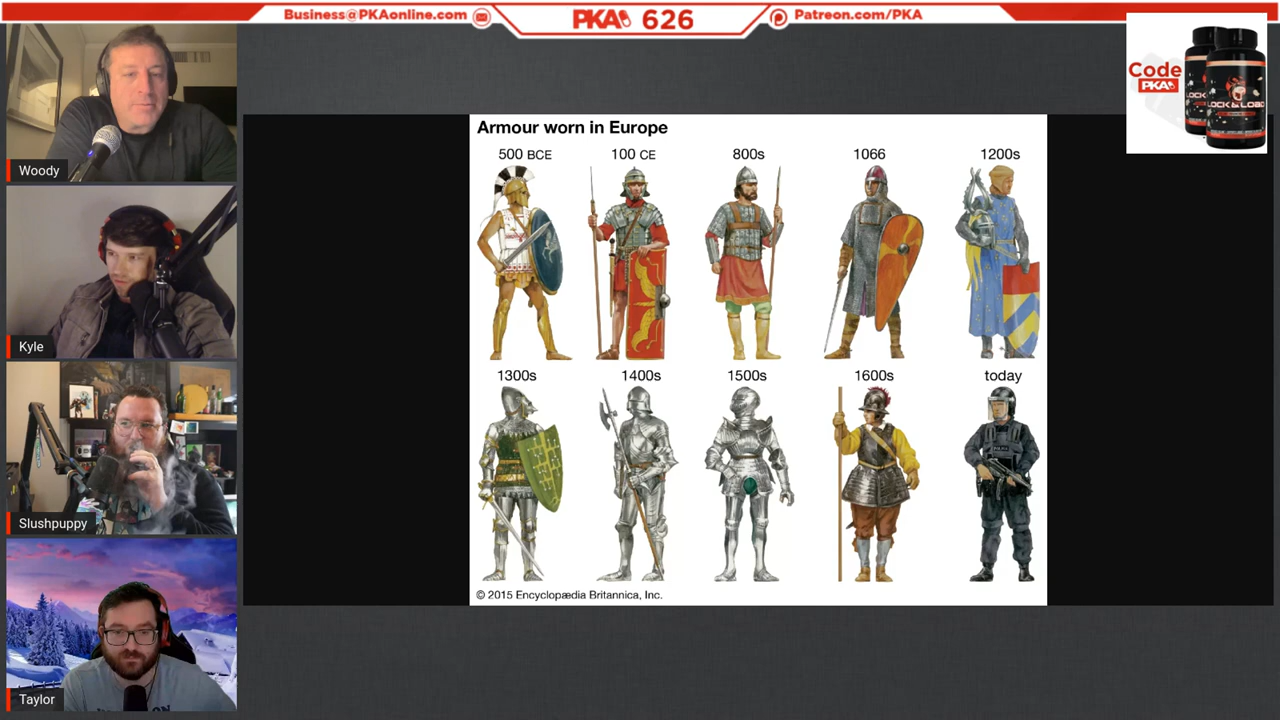 Business@PKAonline.com
PKA 626
Patreon.com/PKA
Code
PKA
LOCK & LOAD
Woody
Kyle
Slushpuppy
Taylor
Armour worn in Europe
500 BCE 100 CE 800s 1066 1200s
1300s 1400s 1500s 1600s today
© 2015 Encyclopædia Britannica, Inc.